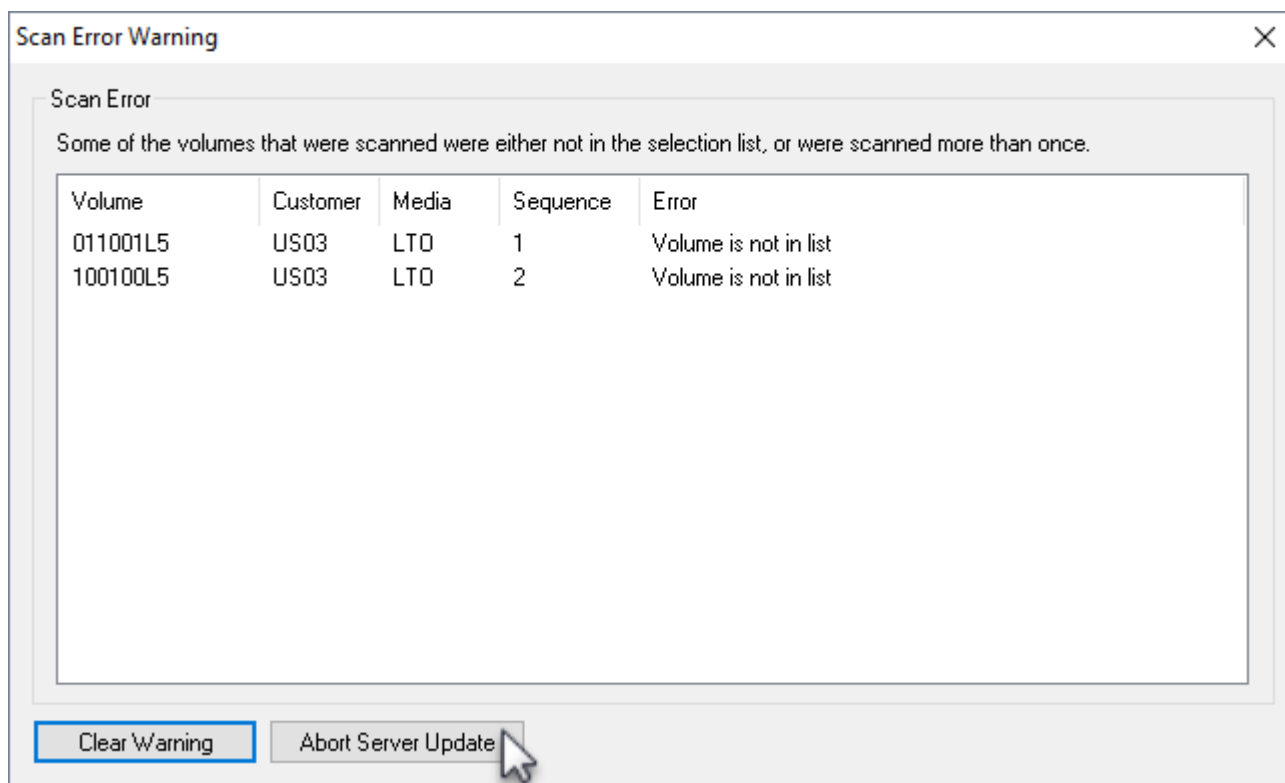 Scan Error Warning
Scan Error
Some of the volumes that were scanned were either not in the selection list, or were scanned more than once.
Volume Customer Media Sequence Error
011001L5 US03 LTO 1 Volume is not in list
100100L5 US03 LTO 2 Volume is not in list
Clear Warning Abort Server Update